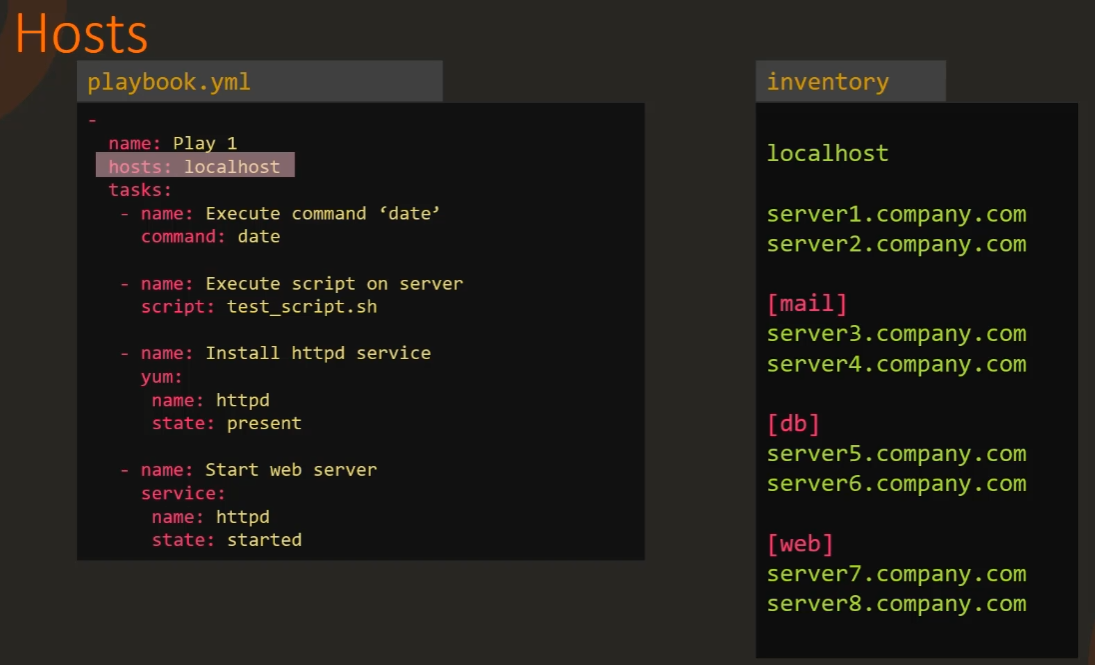 Hosts
playbook.yml
-
name: Play 1
hosts: localhost
tasks:
- name: Execute command ‘date’
command: date
- name: Execute script on server
script: test_script.sh
- name: Install httpd service
yum:
name: httpd
state: present
- name: Start web server
service:
name: httpd
state: started
inventory
localhost
server1.company.com
server2.company.com
[mail]
server3.company.com
server4.company.com
[db]
server5.company.com
server6.company.com
[web]
server7.company.com
server8.company.com